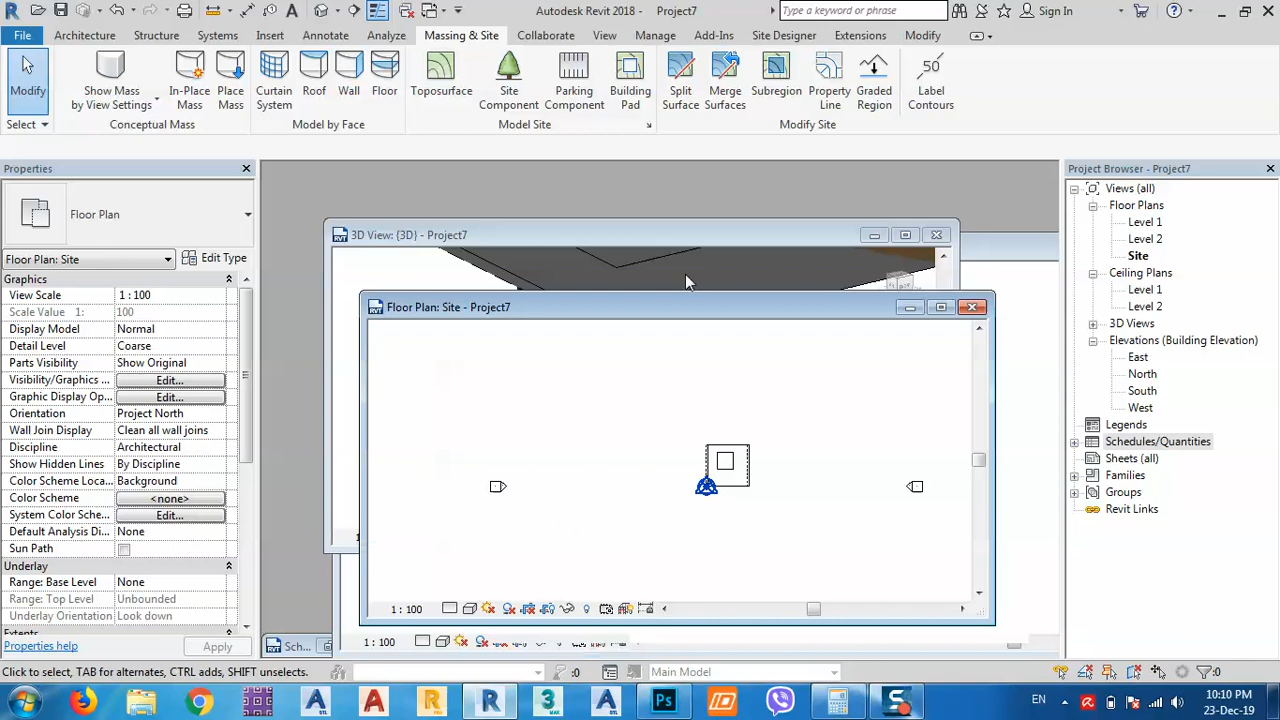 Autodesk Revit 2018 - Project7
Type a keyword or phrase
Sign In
File
Architecture
Structure
Systems
Insert
Annotate
Analyze
Massing & Site
Collaborate
View
Manage
Add-Ins
Site Designer
Extensions
Modify
Modify
Show Mass
by View Settings
In-Place
Mass
Place
Mass
Curtain
System
Roof
Wall
Floor
Toposurface
Site
Component
Parking
Component
Building
Pad
Split
Surface
Merge
Surfaces
Subregion
Property
Line
Graded
Region
50
Label
Contours
Select
Conceptual Mass
Model by Face
Model Site
Modify Site
Properties
Floor Plan
Floor Plan: Site
Edit Type
Graphics
View Scale 1 : 100
Scale Value 1: 100
Display Model Normal
Detail Level Coarse
Parts Visibility Show Original
Visibility/Graphics ... Edit...
Graphic Display Op... Edit...
Orientation Project North
Wall Join Display Clean all wall joins
Discipline Architectural
Show Hidden Lines By Discipline
Color Scheme Loca... Background
Color Scheme <none>
System Color Sche... Edit...
Default Analysis Di... None
Sun Path
Underlay
Range: Base Level None
Range: Top Level Unbounded
Underlay Orientation Look down
Extents
Properties help
Apply
3D View: {3D} - Project7
Floor Plan: Site - Project7
1 : 100
1 : 100
Sch...
Project Browser - Project7
Views (all)
Floor Plans
Level 1
Level 2
Site
Ceiling Plans
Level 1
Level 2
3D Views
Elevations (Building Elevation)
East
North
South
West
Legends
Schedules/Quantities
Sheets (all)
Families
Groups
Revit Links
Click to select, TAB for alternates, CTRL adds, SHIFT unselects.
:0
Main Model
:0
EN
10:10 PM
23-Dec-19